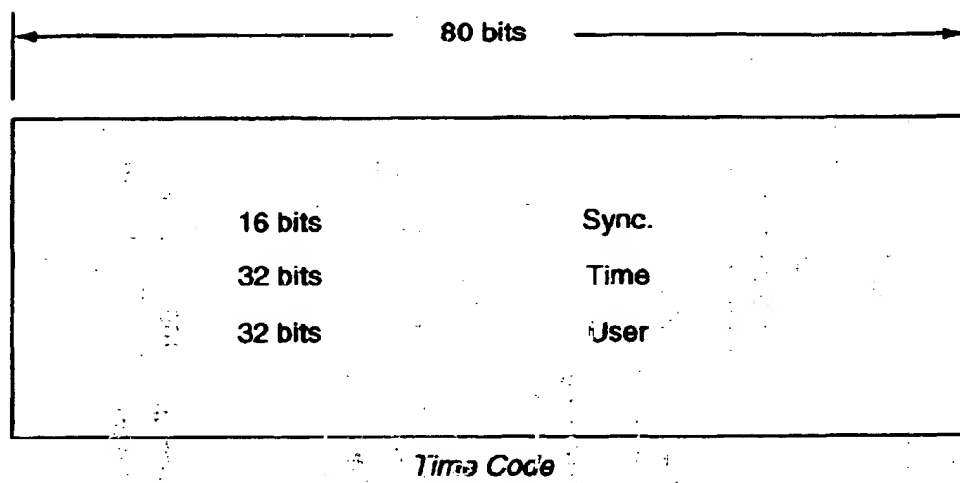 80 bits
16 bits Sync.
32 bits Time
32 bits User
Time Code